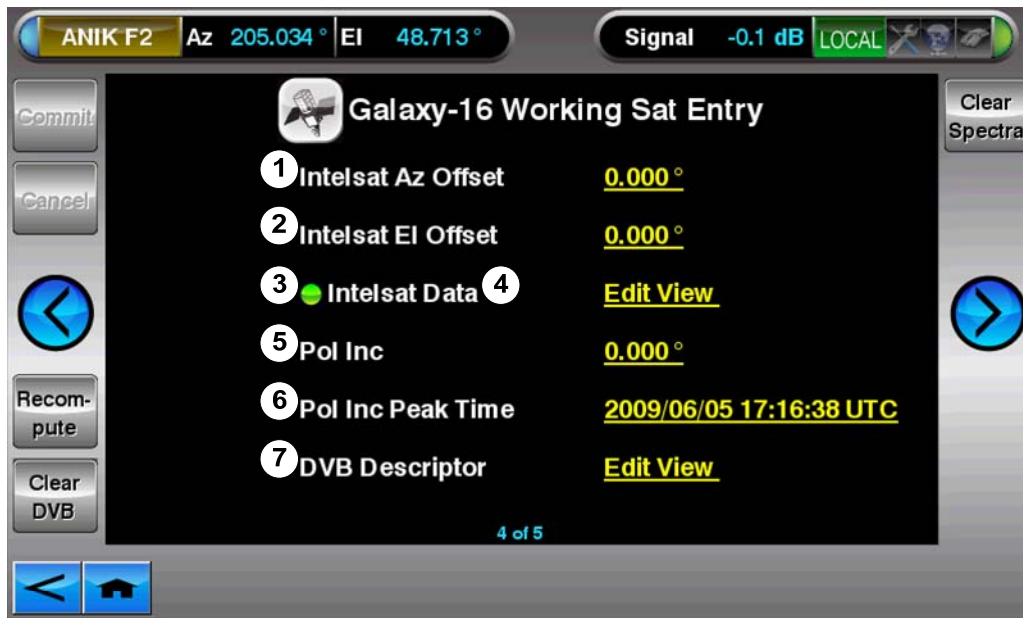 ANIK F2 Az 205.034° El 48.713° Signal -0.1 dB LOCAL
Commit
Cancel
Recom-
pute
Clear
DVB
Galaxy-16 Working Sat Entry
1 Intelsat Az Offset 0.000°
2 Intelsat El Offset 0.000°
3 Intelsat Data 4 Edit View
5 Pol Inc 0.000°
6 Pol Inc Peak Time 2009/06/05 17:16:38 UTC
7 DVB Descriptor Edit View
4 of 5
Clear
Spectra